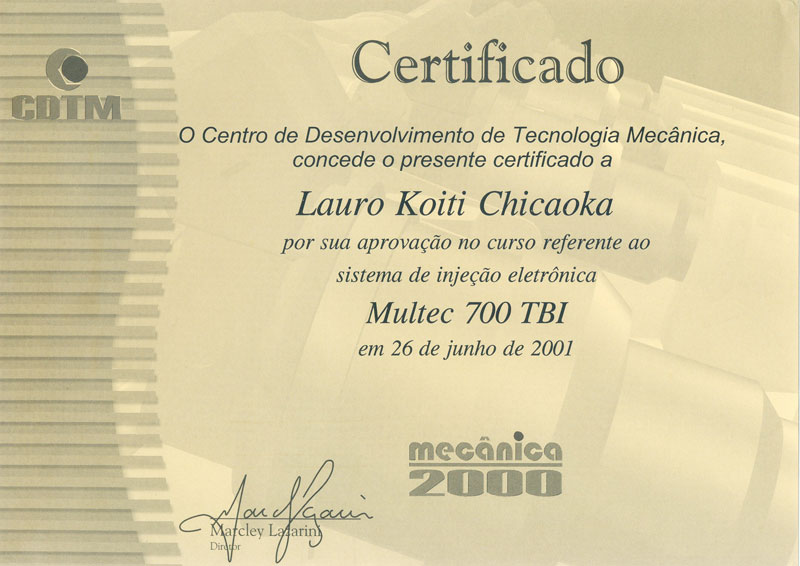 CDTM
Certificado
O Centro de Desenvolvimento de Tecnologia Mecânica,
concede o presente certificado a
Lauro Koiti Chicaoka
por sua aprovação no curso referente ao
sistema de injeção eletrônica
Multec 700 TBI
em 26 de junho de 2001
mecânica
2000
Marcley Lazarini
Diretor